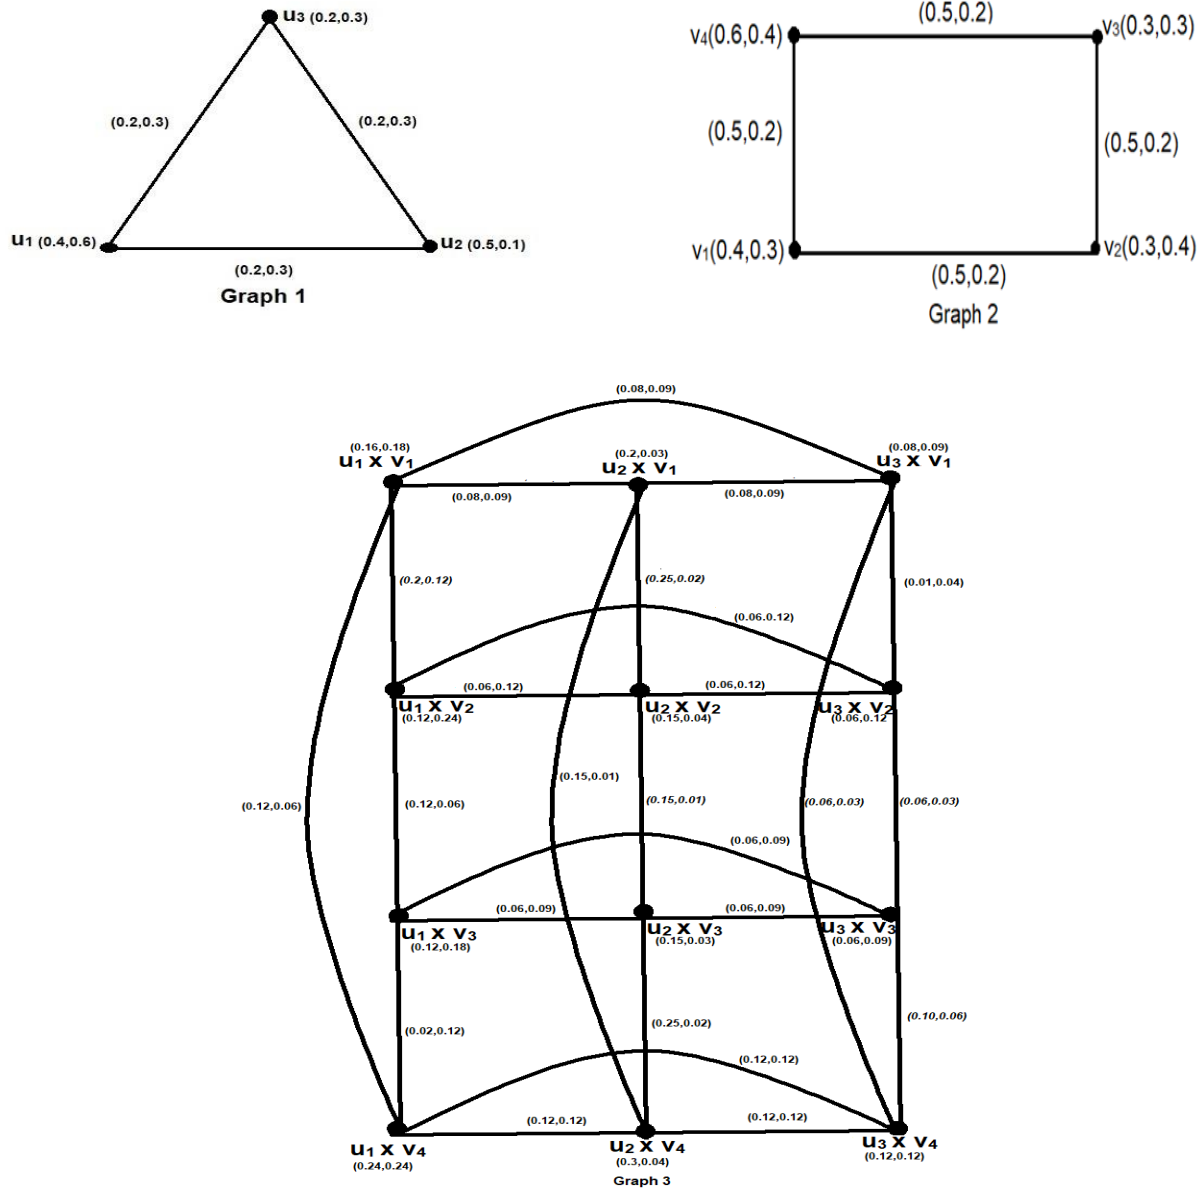 u3 (0.2,0.3)
(0.2,0.3)
(0.2,0.3)
u1 (0.4,0.6)
u2 (0.5,0.1)
(0.2,0.3)
Graph 1
(0.5,0.2)
v4(0.6,0.4)
v3(0.3,0.3)
(0.5,0.2)
(0.5,0.2)
v1(0.4,0.3)
v2(0.3,0.4)
(0.5,0.2)
Graph 2
(0.08,0.09)
(0.16,0.18)
u1 x v1
(0.2,0.03)
u2 x v1
(0.08,0.09)
u3 x v1
(0.08,0.09)
(0.08,0.09)
(0.2,0.12)
(0.25,0.02)
(0.01,0.04)
(0.06.0.12)
(0.06,0.12)
(0.06,0.12)
u1 x v2
(0.12,0.24)
u2 x v2
(0.15,0.04)
u3 x v2
(0.06,0.12
(0.12,0.06)
(0.12,0.06)
(0.15,0.01)
(0.15,0.01)
(0.06,0.03)
(0.06,0.03)
(0.06,0.09)
(0.06,0.09)
(0.06,0.09)
u1 x v3
(0.12,0.18)
u2 x v3
(0.15,0.03)
u3 x v3
(0.06,0.09)
(0.02,0.12)
(0.25,0.02)
(0.10,0.06)
(0.12,0.12)
(0.12,0.12)
(0.12,0.12)
u1 x v4
(0.24,0.24)
u2 x v4
(0.3,0.04)
u3 x v4
(0.12,0.12)
Graph 3